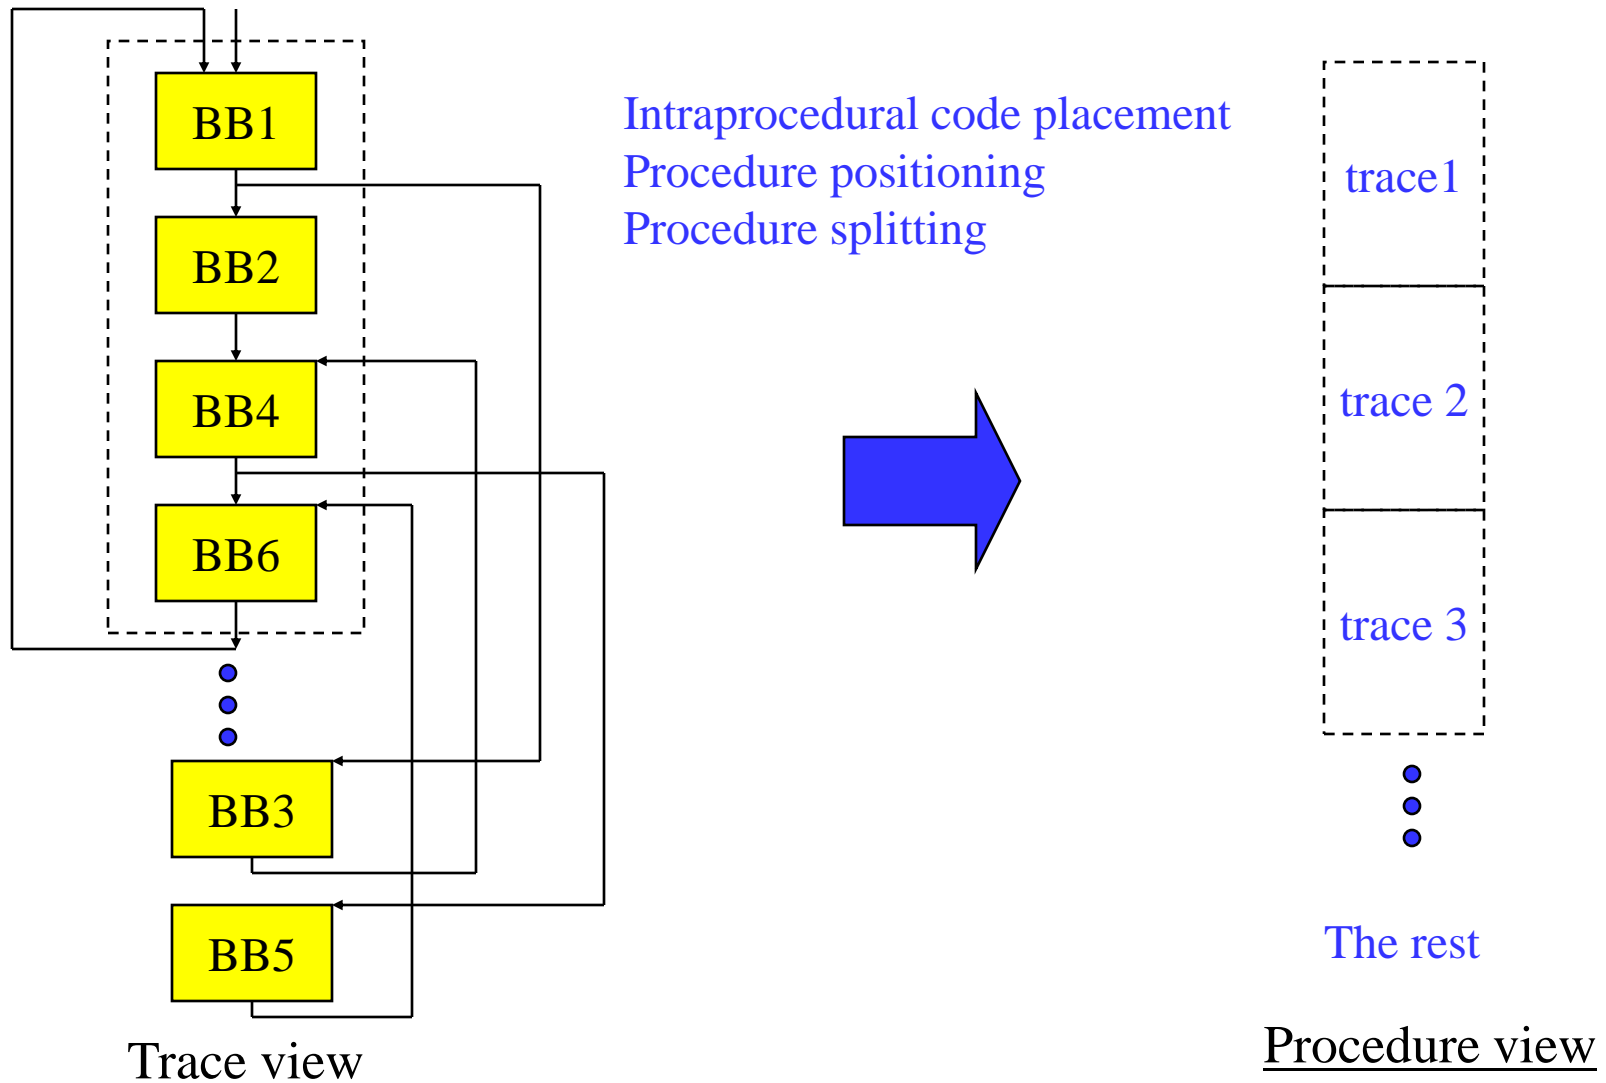 BB1
BB2
BB4
BB6
BB3
BB5
Trace view
Intraprocedural code placement
Procedure positioning
Procedure splitting
trace1
trace 2
trace 3
The rest
Procedure view